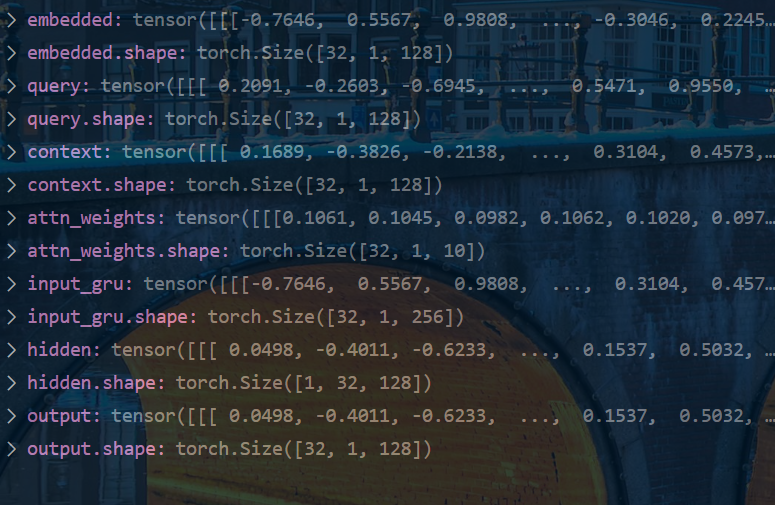 > embedded: tensor([[[-0.7646,  0.5567,  0.9808,  ..., -0.3046,  0.2245…
> embedded.shape: torch.Size([32, 1, 128])
> query: tensor([[[ 0.2091, -0.2603, -0.6945,  ...,  0.5471,  0.9550, …
> query.shape: torch.Size([32, 1, 128])
> context: tensor([[[ 0.1689, -0.3826, -0.2138,  ...,  0.3104,  0.4573,…
> context.shape: torch.Size([32, 1, 128])
> attn_weights: tensor([[[0.1061, 0.1045, 0.0982, 0.1062, 0.1020, 0.097…
> attn_weights.shape: torch.Size([32, 1, 10])
> input_gru: tensor([[[-0.7646,  0.5567,  0.9808,  ...,  0.3104,  0.457…
> input_gru.shape: torch.Size([32, 1, 256])
> hidden: tensor([[[ 0.0498, -0.4011, -0.6233,  ...,  0.1537,  0.5032, …
> hidden.shape: torch.Size([1, 32, 128])
> output: tensor([[[ 0.0498, -0.4011, -0.6233,  ...,  0.1537,  0.5032, …
> output.shape: torch.Size([32, 1, 128])